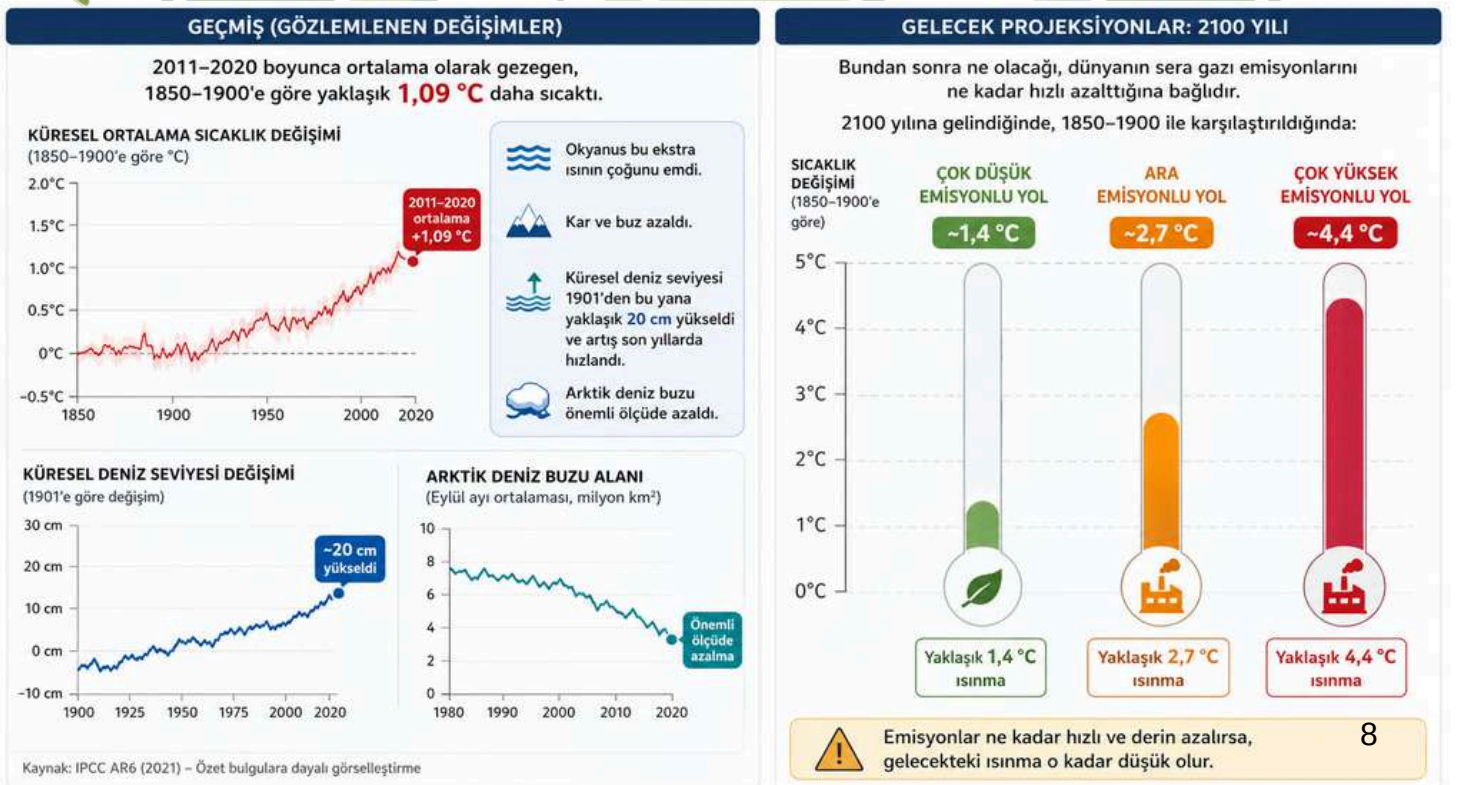 GEÇMİŞ (GÖZLEMLENEN DEĞİŞİMLER)
2011–2020 boyunca ortalama olarak gezegen,
1850–1900'e göre yaklaşık 1,09 °C daha sıcaktı.
KÜRESEL ORTALAMA SICAKLIK DEĞİŞİMİ
(1850–1900'e göre °C)
2.0°C
1.5°C
1.0°C
0.5°C
0°C
–0.5°C
1850
1900
1950
2000
2020
2011–2020
ortalama
+1,09 °C
Okyanus bu ekstra
ısının çoğunu emdi.
Kar ve buz azaldı.
Küresel deniz seviyesi
1901'den bu yana
yaklaşık 20 cm yükseldi
ve artış son yıllarda
hızlandı.
Arktik deniz buzu
önemli ölçüde azaldı.
KÜRESEL DENİZ SEVİYESİ DEĞİŞİMİ
(1901'e göre değişim)
30 cm
20 cm
10 cm
0 cm
–10 cm
1900
1925
1950
1975
2000
2020
~20 cm
yükseldi
ARKTİK DENİZ BUZU ALANI
(Eylül ayı ortalaması, milyon km²)
10
8
6
4
2
0
1980
1990
2000
2010
2020
Önemli
ölçüde
azalma
Kaynak: IPCC AR6 (2021) – Özet bulgulara dayalı görselleştirme
GELECEK PROJEKSİYONLAR: 2100 YILI
Bundan sonra ne olacağı, dünyanın sera gazı emisyonlarını
ne kadar hızlı azalttığına bağlıdır.
2100 yılına gelindiğinde, 1850–1900 ile karşılaştırıldığında:
SICAKLIK
DEĞİŞİMİ
(1850–1900'e
göre)
ÇOK DÜŞÜK
EMİSYONLU YOL
~1,4 °C
ARA
EMİSYONLU YOL
~2,7 °C
ÇOK YÜKSEK
EMİSYONLU YOL
~4,4 °C
5°C
4°C
3°C
2°C
1°C
0°C
Yaklaşık 1,4 °C
ısınma
Yaklaşık 2,7 °C
ısınma
Yaklaşık 4,4 °C
ısınma
Emisyonlar ne kadar hızlı ve derin azalırsa,
gelecekteki ısınma o kadar düşük olur.
8